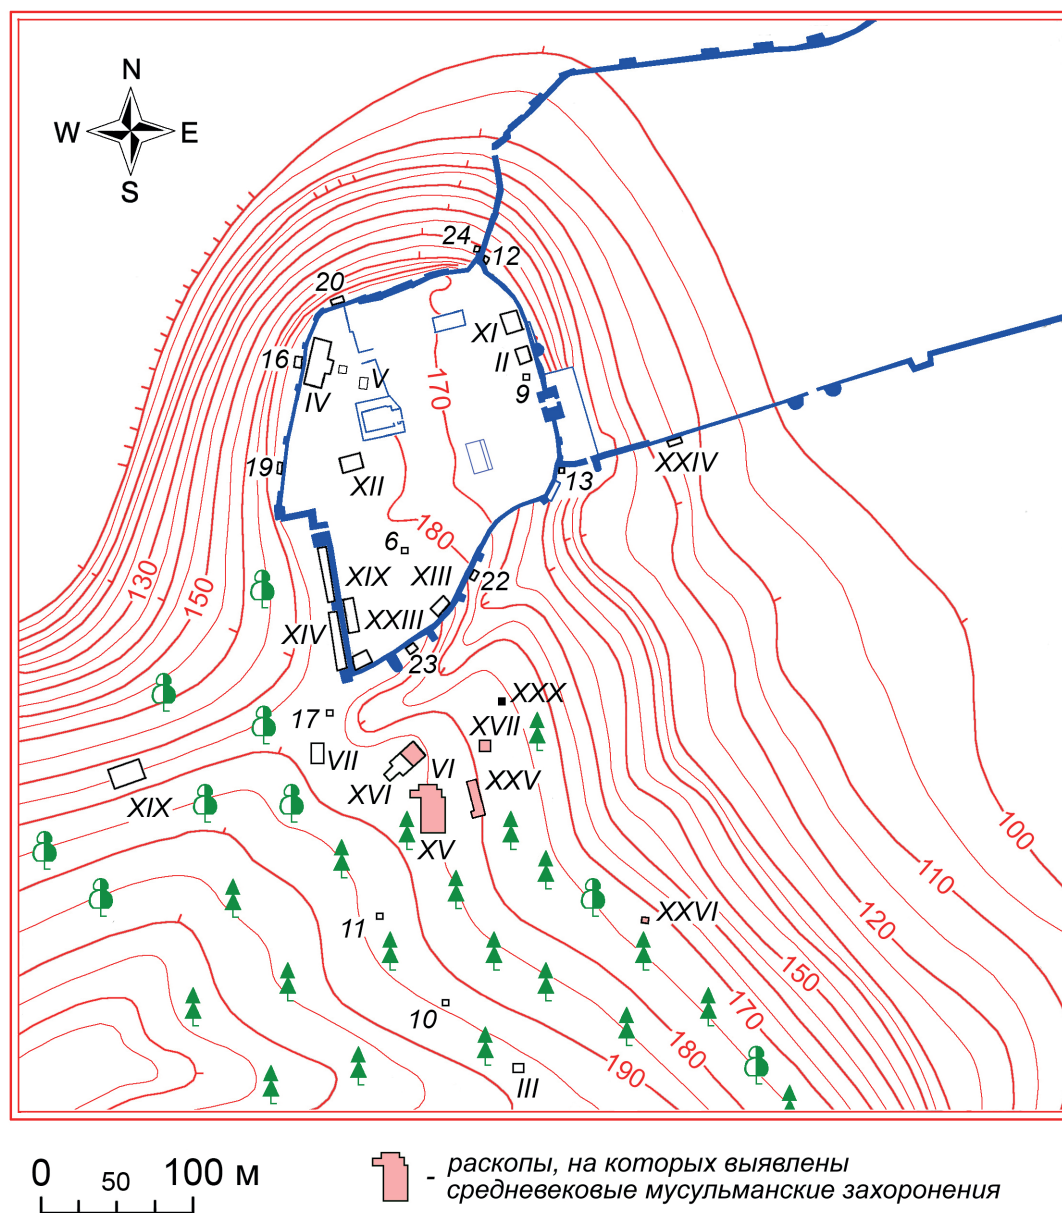 N
W E
S
24
12
20
XI
16
II
V
170
9
IV
XXIV
19
XII
13
180
6
130
XIX
XIII
22
150
XXIII
XIV
23
XXX
17
XVII
VII
VI
XXV
XVI
XIX
100
XV
110
XXVI
11
120
150
10
170
180
190
III
0 50 100 м
- раскопы, на которых выявлены
средневековые мусульманские захоронения